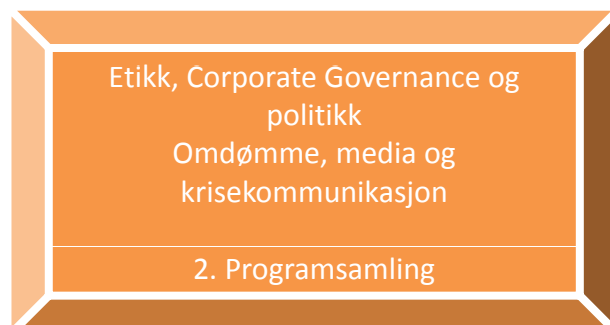 Etikk, Corporate Governance og
politikk
Omdømme, media og
krisekommunikasjon
2. Programsamling